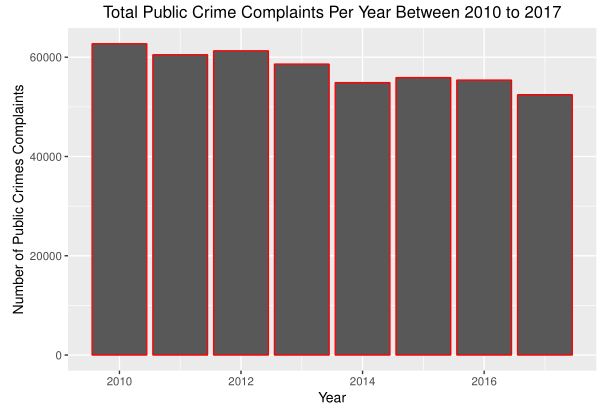 Total Public Crime Complaints Per Year Between 2010 to 2017
Number of Public Crimes Complaints
60000
40000
20000
0
2010 2012 2014 2016
Year